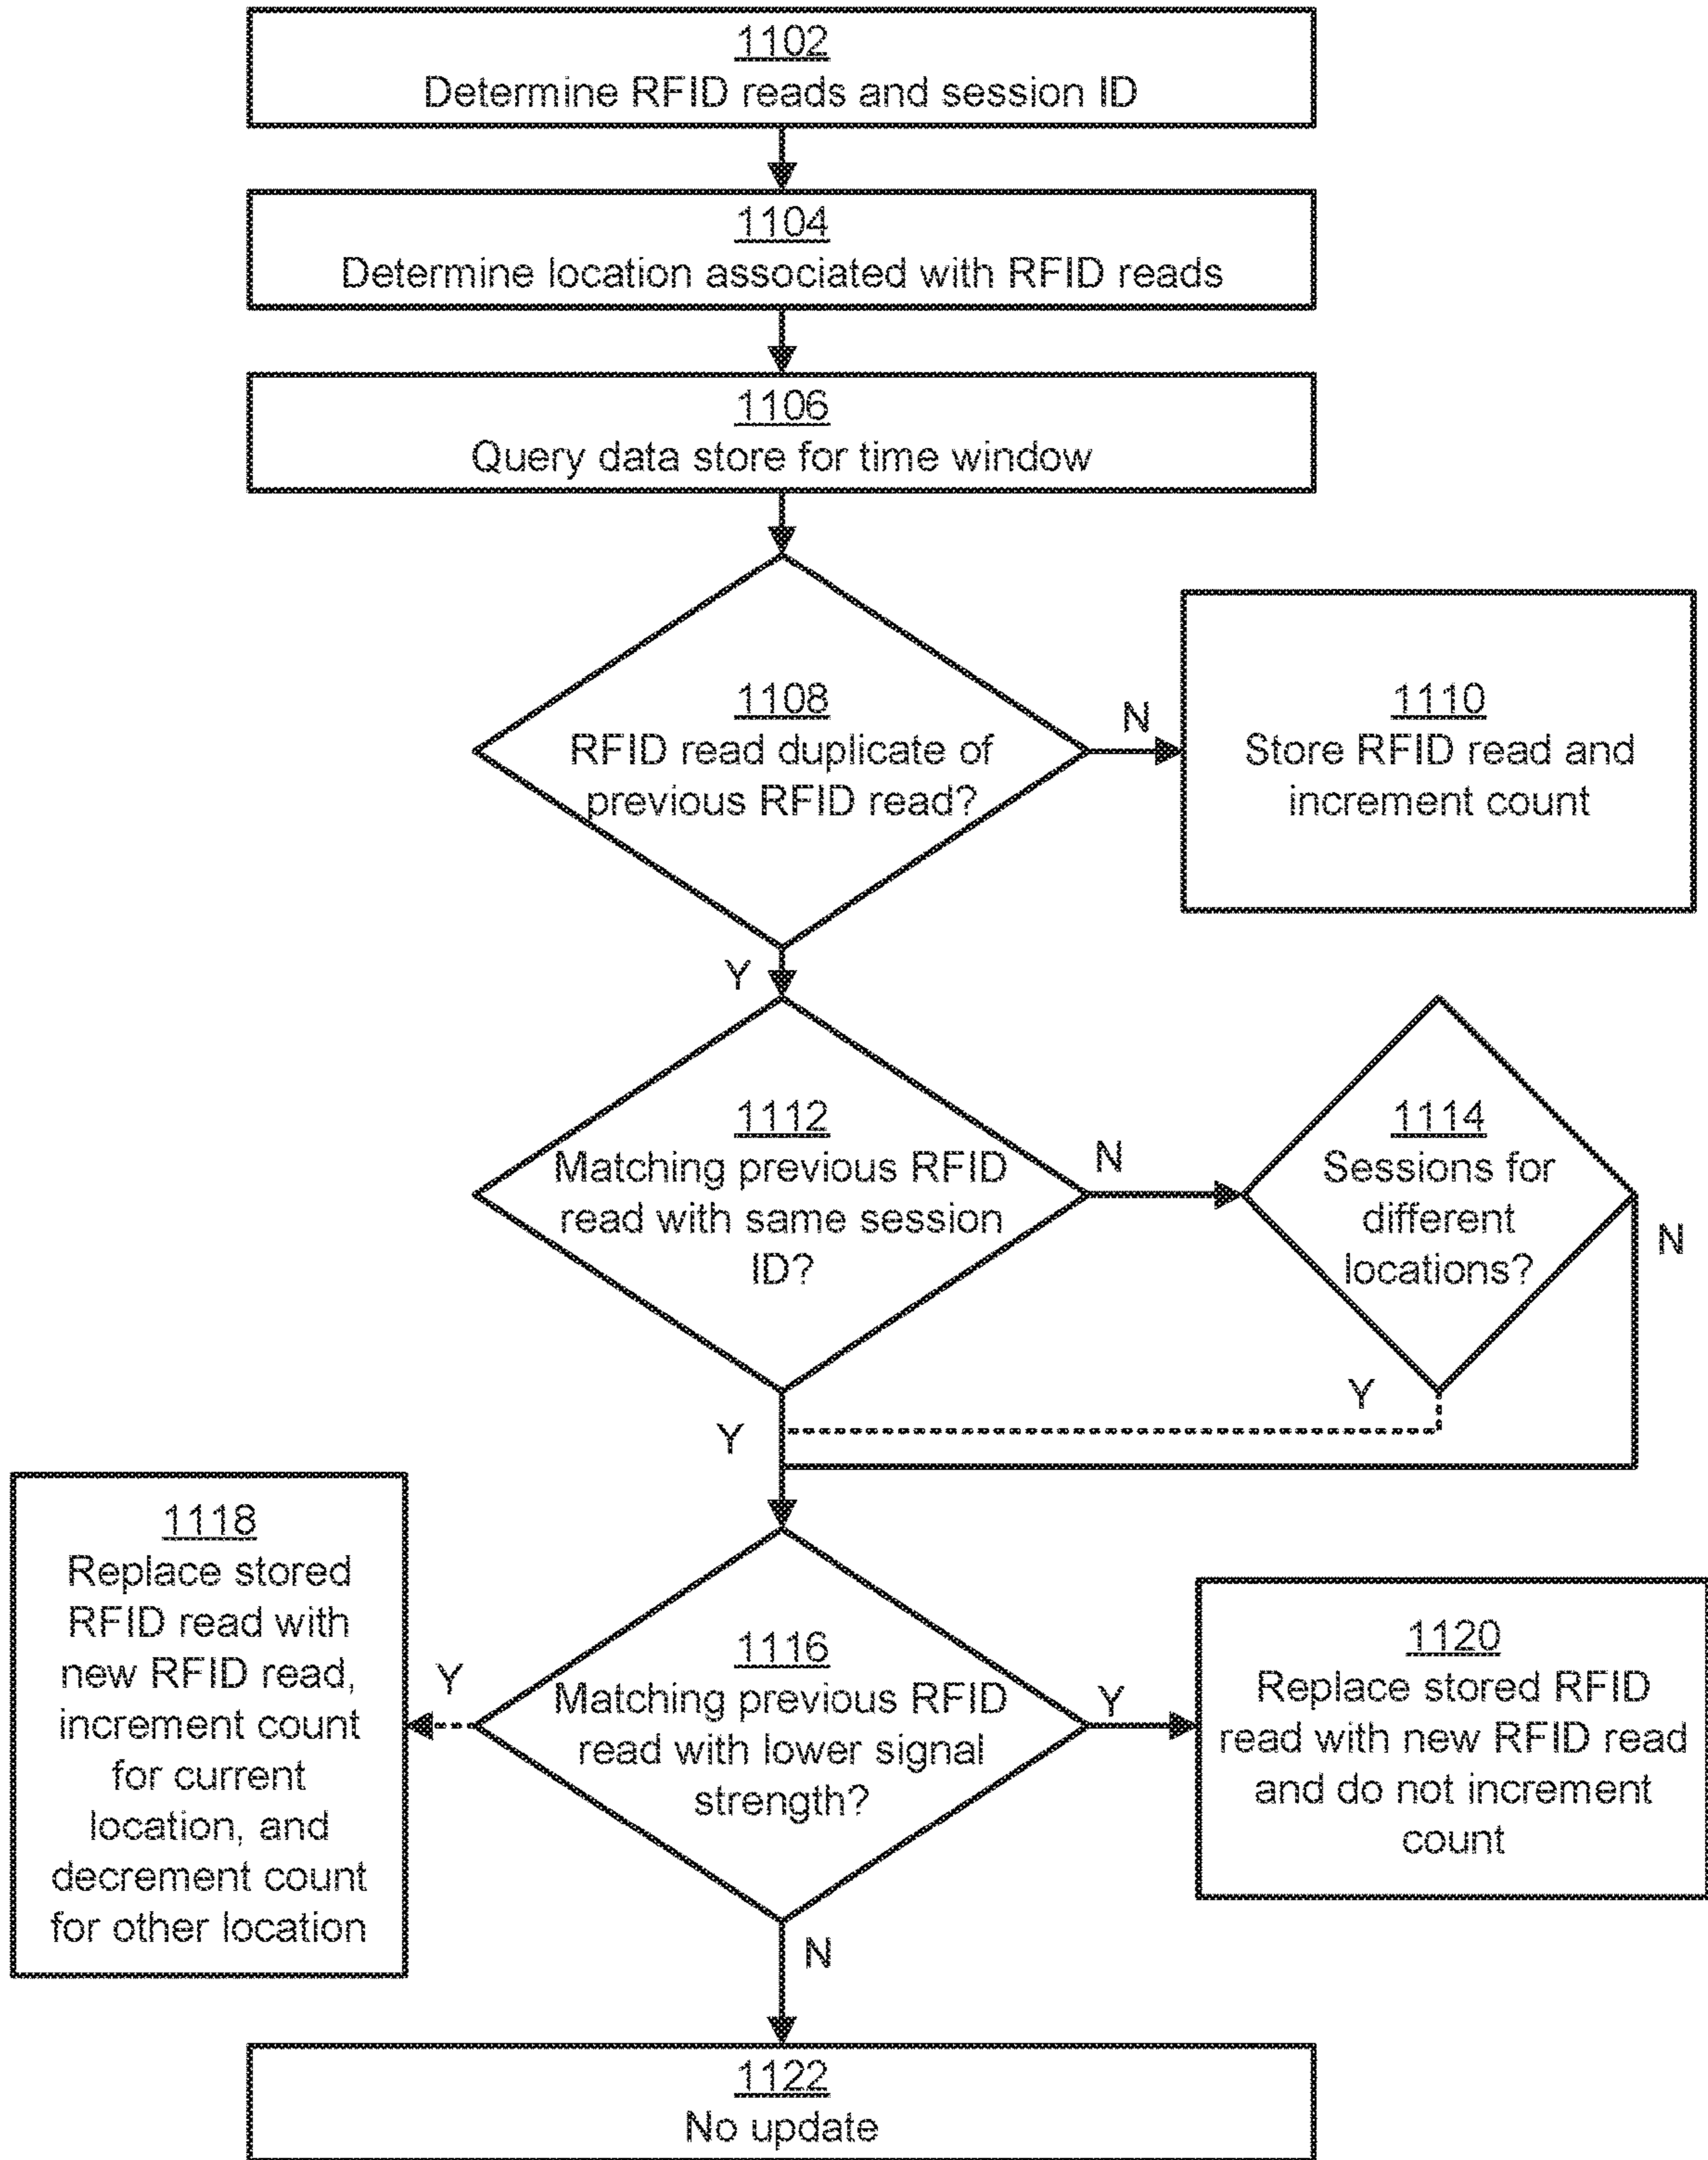 1102
Determine RFID reads and session ID
1104
Determine location associated with RFID reads
1106
Query data store for time window
1108
RFID read duplicate of
previous RFID read?
N
1110
Store RFID read and
increment count
Y
1112
Matching previous RFID
read with same session
ID?
N
1114
Sessions for
different
locations?
N
Y
Y
1118
Replace stored
RFID read with
new RFID read,
increment count
for current
location, and
decrement count
for other location
Y
1116
Matching previous RFID
read with lower signal
strength?
Y
1120
Replace stored RFID
read with new RFID read
and do not increment
count
N
1122
No update